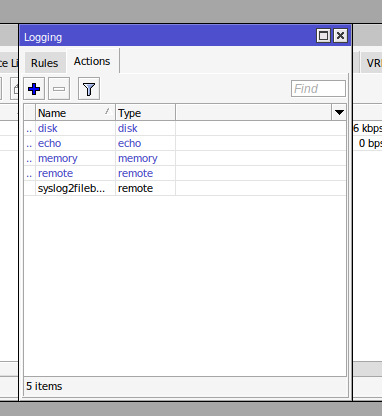 Logging
Rules Actions
Find
Name Type
.. disk disk
.. echo echo
.. memory memory
.. remote remote
syslog2fileb... remote
5 items
e Li
VRI
6 kbps
0 bps